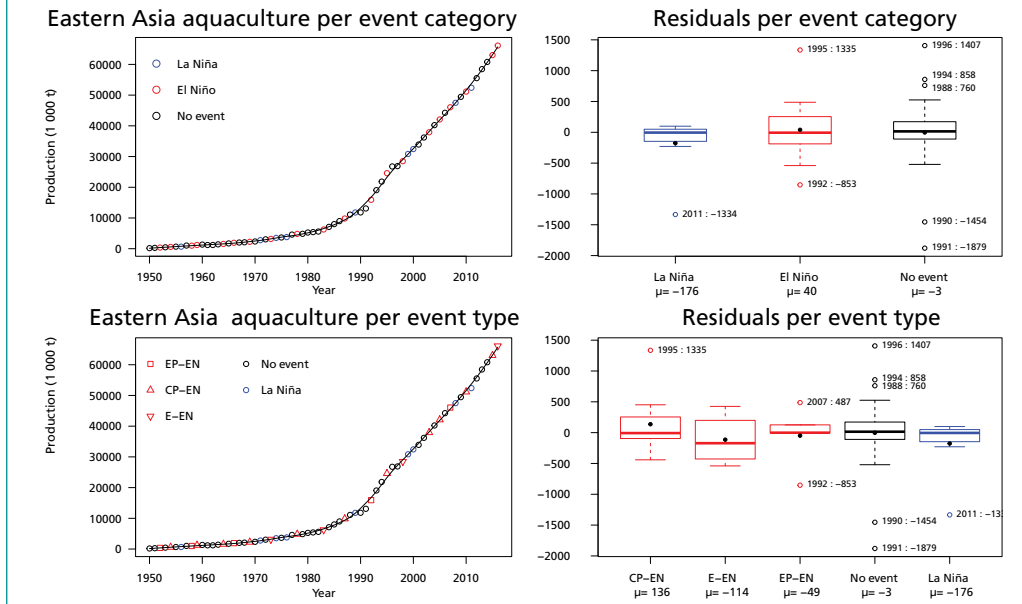 Eastern Asia aquaculture per event category
Production (1 000 t)
60000
50000
40000
30000
20000
10000
0
La Niña
El Niño
No event
1950 1960 1970 1980 1990 2000 2010
Year
Residuals per event category
1500
1000
500
0
−500
−1000
−1500
−2000
1995 : 1335
1996 : 1407
1994 : 858
1988 : 760
1992 : −853
2011 : −1334
1990 : −1454
1991 : −1879
La Niña El Niño No event
μ= −176 μ= 40 μ= −3
Eastern Asia aquaculture per event type
Production (1 000 t)
60000
50000
40000
30000
20000
10000
0
EP−EN No event
CP−EN La Niña
E−EN
1950 1960 1970 1980 1990 2000 2010
Year
Residuals per event type
1500
1000
500
0
−500
−1000
−1500
−2000
1995 : 1335
1996 : 1407
1994 : 858
1988 : 760
2007 : 487
1992 : −853
1990 : −1454
2011 : −13
1991 : −1879
CP−EN E−EN EP−EN No event La Niña
μ= 136 μ= −114 μ= −49 μ= −3 μ= −176